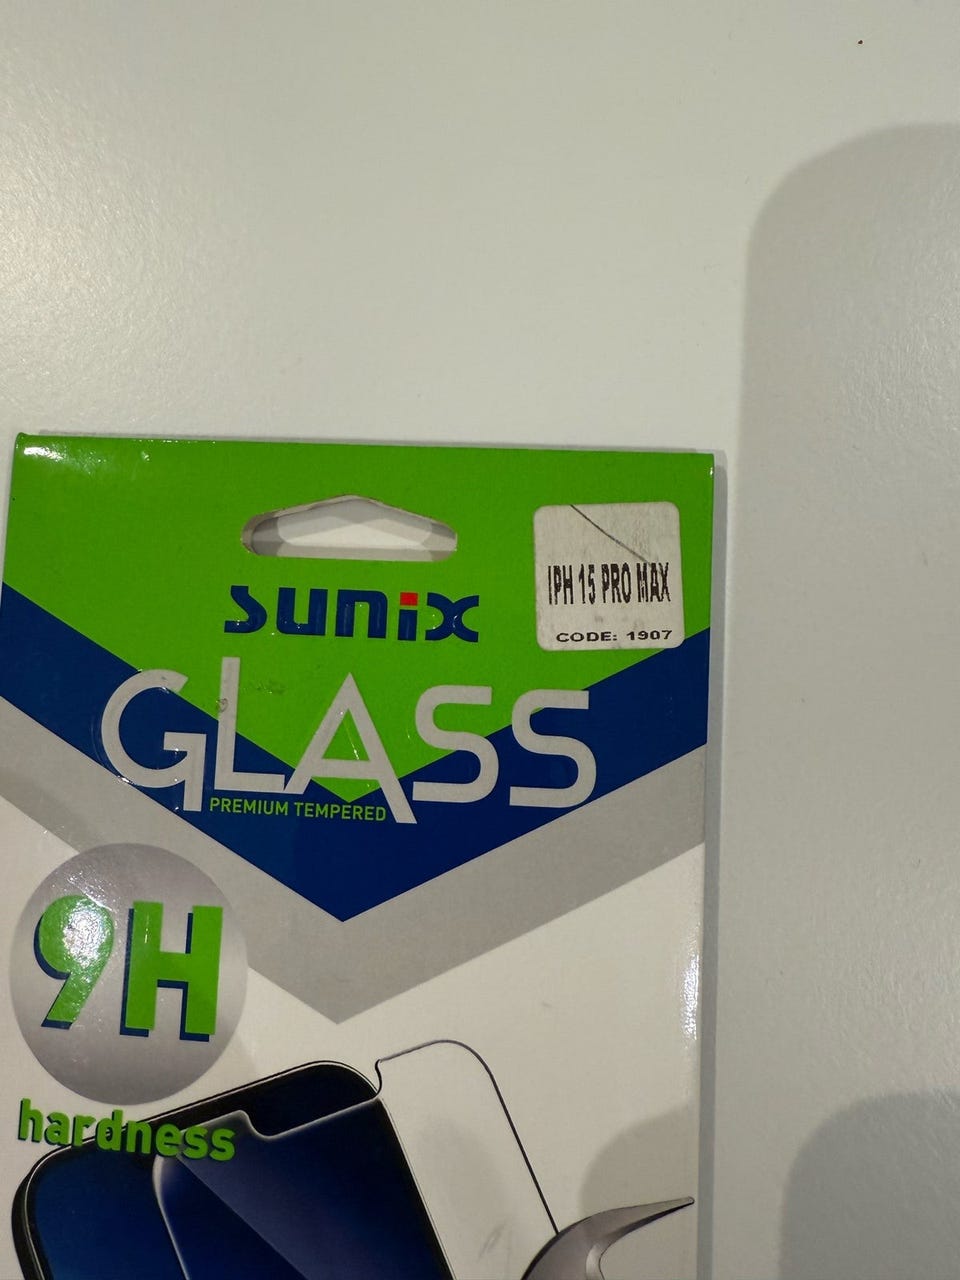 IPH 15 PRO MAX
CODE: 1907
sunix
GLASS
PREMIUM TEMPERED
9H
hardness